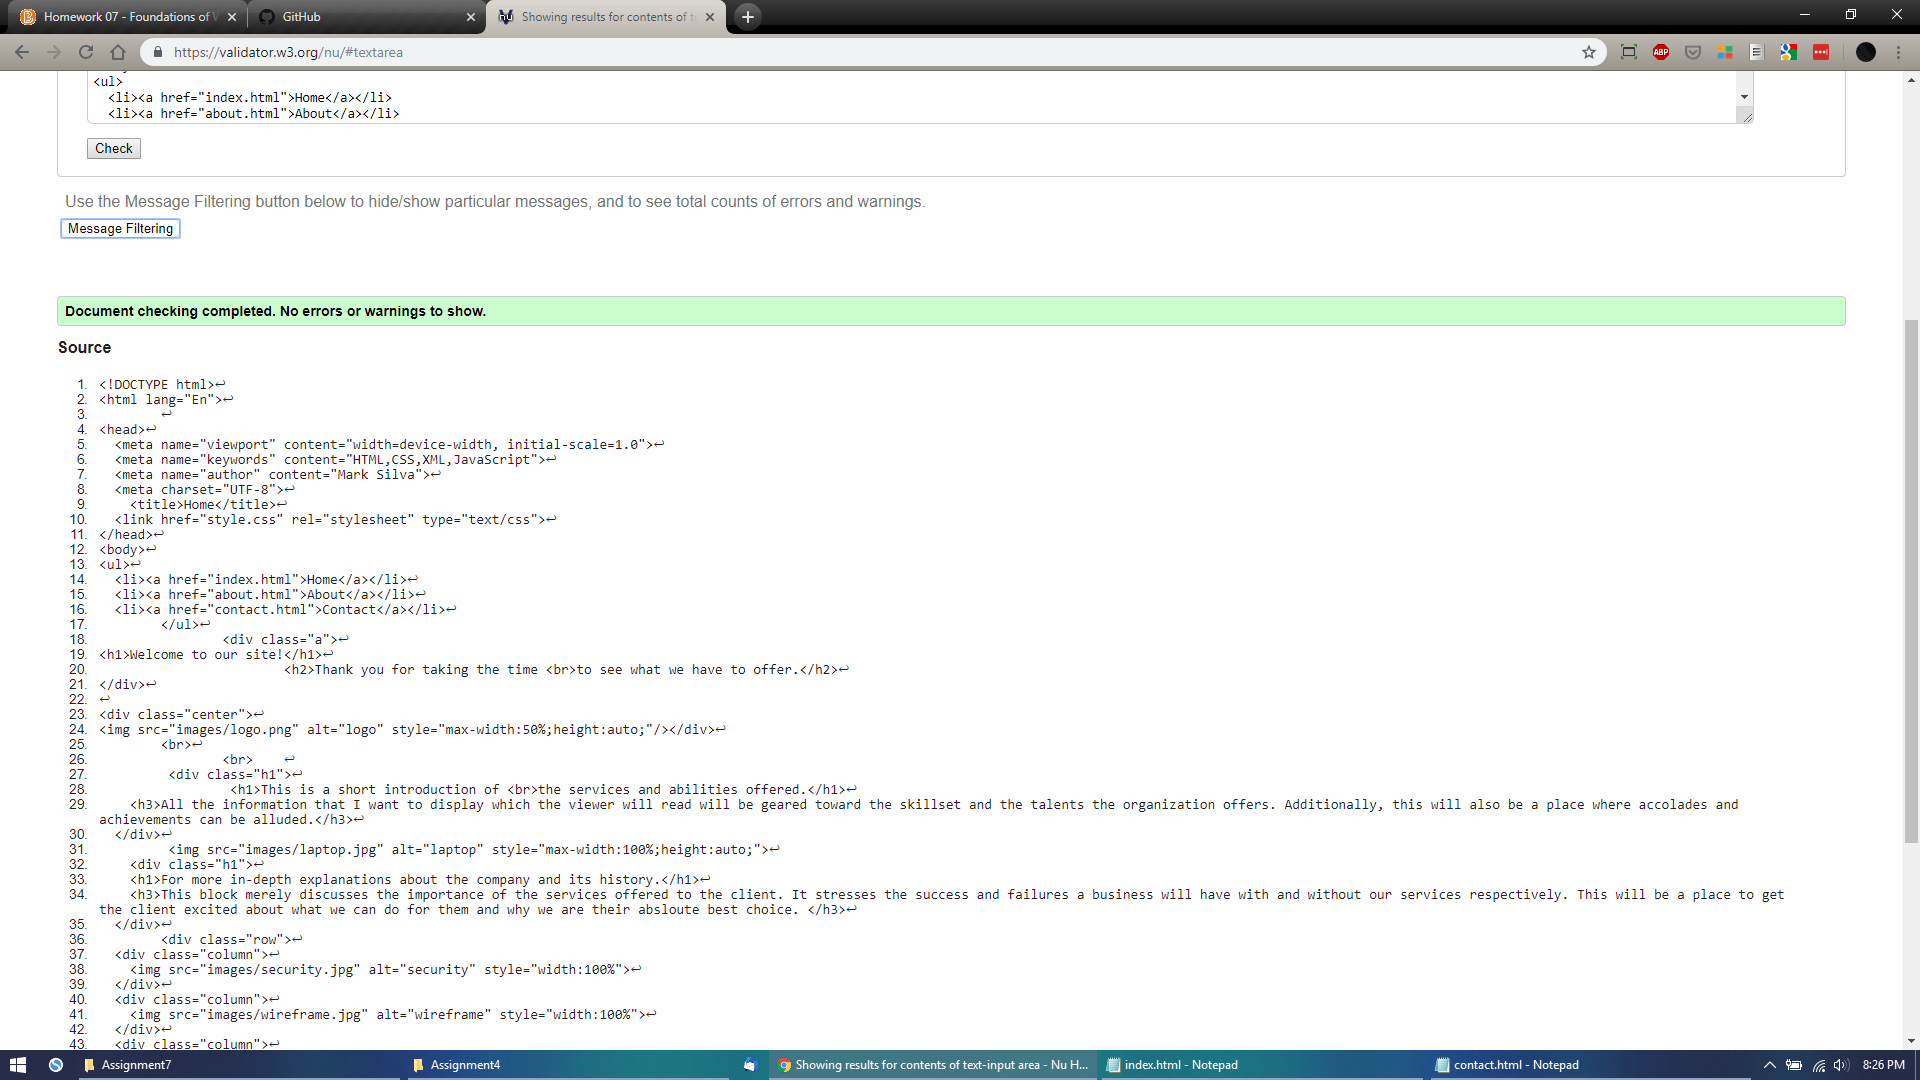 Homework 07 - Foundations of W
GitHub
Showing results for contents of t
https://validator.w3.org/nu/#textarea
ABP
<ul>
<li><a href="index.html">Home</a></li>
<li><a href="about.html">About</a></li>
Check
Use the Message Filtering button below to hide/show particular messages, and to see total counts of errors and warnings.
Message Filtering
Document checking completed. No errors or warnings to show.
Source
1. <!DOCTYPE html>↩
2. <html lang="En">↩
3. ↩
4. <head>↩
5. <meta name="viewport" content="width=device-width, initial-scale=1.0">↩
6. <meta name="keywords" content="HTML,CSS,XML,JavaScript">↩
7. <meta name="author" content="Mark Silva">↩
8. <meta charset="UTF-8">↩
9. <title>Home</title>↩
10. <link href="style.css" rel="stylesheet" type="text/css">↩
11. </head>↩
12. <body>↩
13. <ul>↩
14. <li><a href="index.html">Home</a></li>↩
15. <li><a href="about.html">About</a></li>↩
16. <li><a href="contact.html">Contact</a></li>↩
17. </ul>↩
18. <div class="a">↩
19. <h1>Welcome to our site!</h1>↩
20. <h2>Thank you for taking the time <br>to see what we have to offer.</h2>↩
21. </div>↩
22. ↩
23. <div class="center">↩
24. <img src="images/logo.png" alt="logo" style="max-width:50%;height:auto;"/></div>↩
25. <br>↩
26. <br> ↩
27. <div class="h1">↩
28. <h1>This is a short introduction of <br>the services and abilities offered.</h1>↩
29. <h3>All the information that I want to display which the viewer will read will be geared toward the skillset and the talents the organization offers. Additionally, this will also be a place where accolades and
achievements can be alluded.</h3>↩
30. </div>↩
31. <img src="images/laptop.jpg" alt="laptop" style="max-width:100%;height:auto;">↩
32. <div class="h1">↩
33. <h1>For more in-depth explanations about the company and its history.</h1>↩
34. <h3>This block merely discusses the importance of the services offered to the client. It stresses the success and failures a business will have with and without our services respectively. This will be a place to get
the client excited about what we can do for them and why we are their absloute best choice. </h3>↩
35. </div>↩
36. <div class="row">↩
37. <div class="column">↩
38. <img src="images/security.jpg" alt="security" style="width:100%">↩
39. </div>↩
40. <div class="column">↩
41. <img src="images/wireframe.jpg" alt="wireframe" style="width:100%">↩
42. </div>↩
43. <div class="column">↩
Assignment7
Assignment4
Showing results for contents of text-input area - Nu H...
index.html - Notepad
contact.html - Notepad
8:26 PM